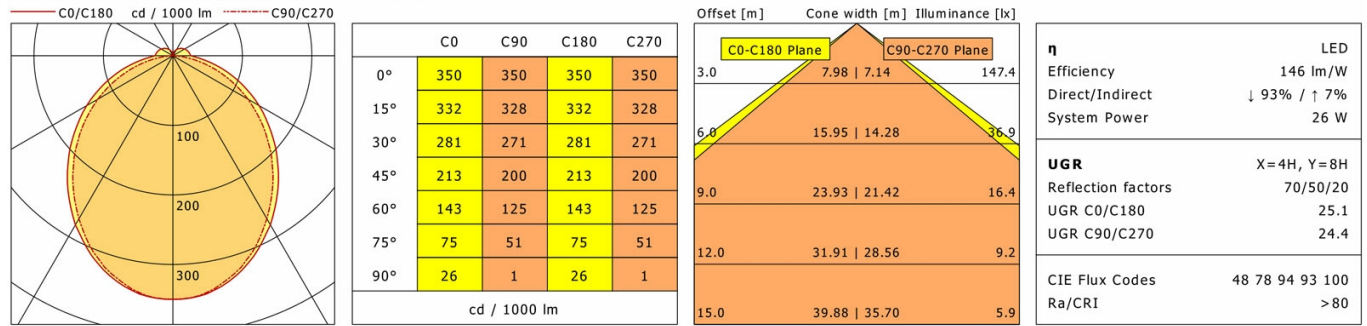 C0/C180 cd / 1000 lm C90/C270
100
200
300
C0 C90 C180 C270
0° 350 350 350 350
15° 332 328 332 328
30° 281 271 281 271
45° 213 200 213 200
60° 143 125 143 125
75° 75 51 75 51
90° 26 1 26 1
cd / 1000 lm
Offset [m] Cone width [m] Illuminance [lx]
C0-C180 Plane C90-C270 Plane
3.0 7.98 | 7.14 147.4
6.0 15.95 | 14.28 36.9
9.0 23.93 | 21.42 16.4
12.0 31.91 | 28.56 9.2
15.0 39.88 | 35.70 5.9
η LED
Efficiency 146 lm/W
Direct/Indirect ↓ 93% / ↑ 7%
System Power 26 W
UGR X=4H, Y=8H
Reflection factors 70/50/20
UGR C0/C180 25.1
UGR C90/C270 24.4
CIE Flux Codes 48 78 94 93 100
Ra/CRI >80